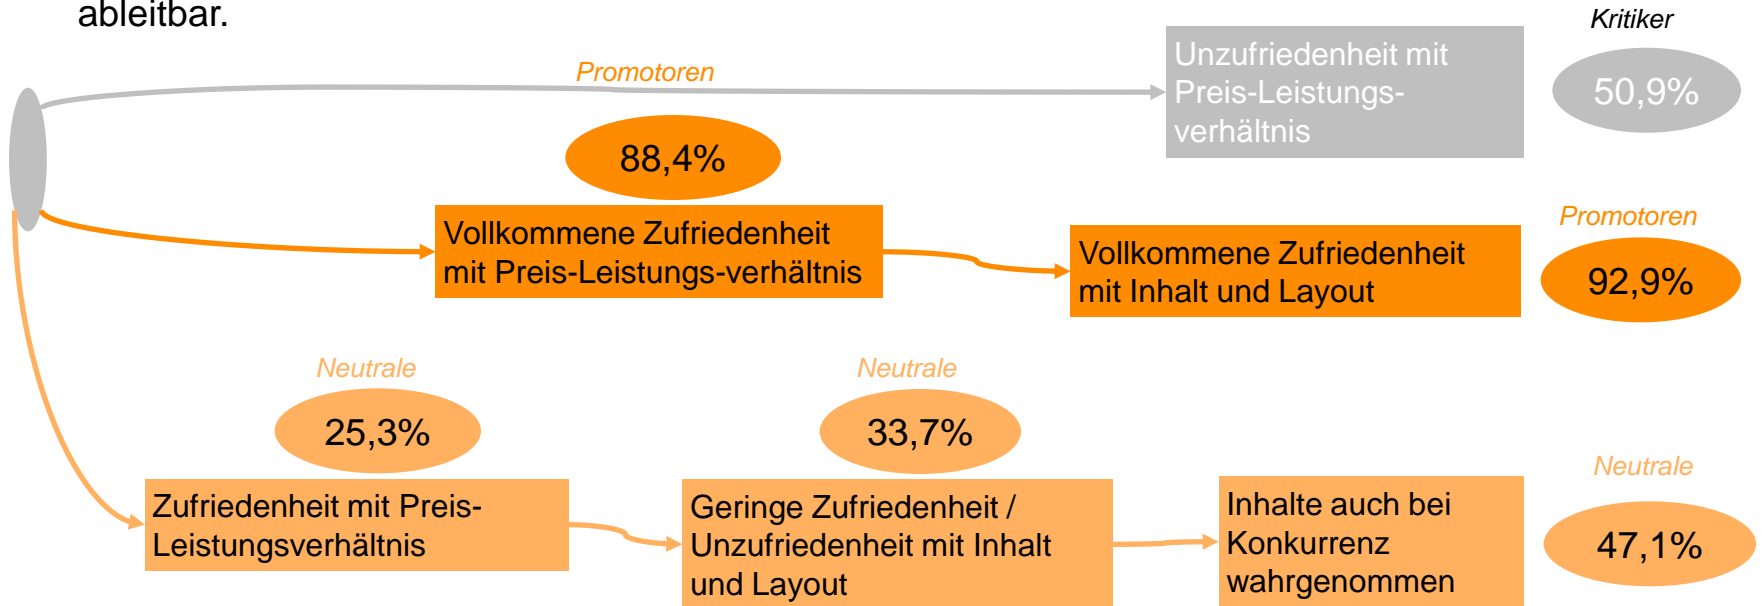 ableitbar.
Kritiker
Unzufriedenheit mit
Preis-Leistungs-
verhältnis
50,9%
Promotoren
88,4%
Vollkommene Zufriedenheit
mit Preis-Leistungs-verhältnis
Vollkommene Zufriedenheit
mit Inhalt und Layout
Promotoren
92,9%
Neutrale
25,3%
Zufriedenheit mit Preis-
Leistungsverhältnis
Neutrale
33,7%
Geringe Zufriedenheit /
Unzufriedenheit mit Inhalt
und Layout
Inhalte auch bei
Konkurrenz
wahrgenommen
Neutrale
47,1%